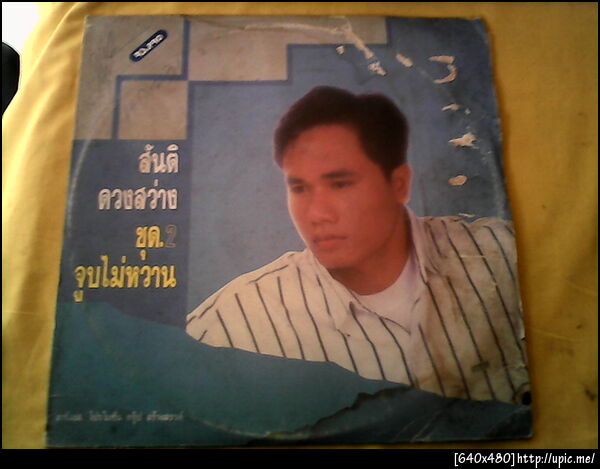 สันติ
ดวงสว่าง
ชุด.2
จูบไม่หวาน
[640x480]http://upic.me/